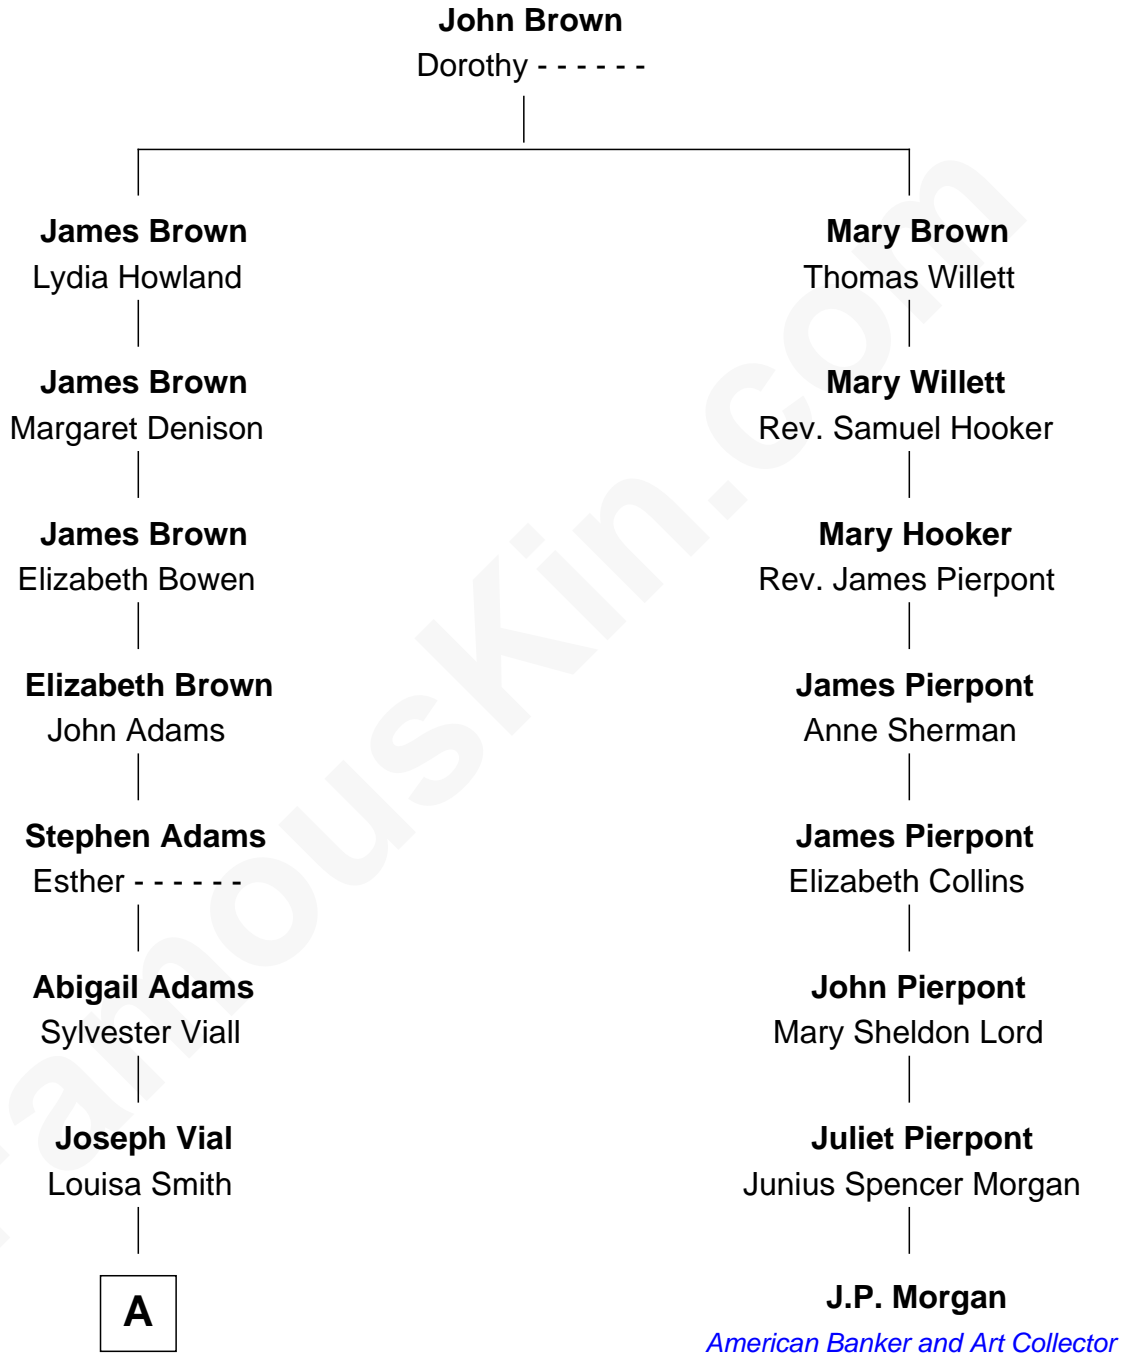 John Brown
Dorothy - - - - - -
James Brown
Lydia Howland
Mary Brown
Thomas Willett
James Brown
Margaret Denison
Mary Willett
Rev. Samuel Hooker
James Brown
Elizabeth Bowen
Mary Hooker
Rev. James Pierpont
Elizabeth Brown
John Adams
James Pierpont
Anne Sherman
Stephen Adams
Esther - - - - - -
James Pierpont
Elizabeth Collins
Abigail Adams
Sylvester Viall
John Pierpont
Mary Sheldon Lord
Joseph Vial
Louisa Smith
Juliet Pierpont
Junius Spencer Morgan
A
J.P. Morgan
American Banker and Art Collector
FamousKin.com